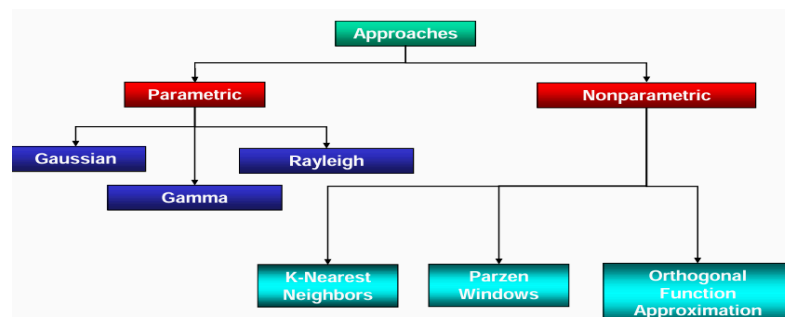 Approaches
Parametric
Nonparametric
Gaussian
Rayleigh
Gamma
K-Nearest
Neighbors
Parzen
Windows
Orthogonal
Function
Approximation